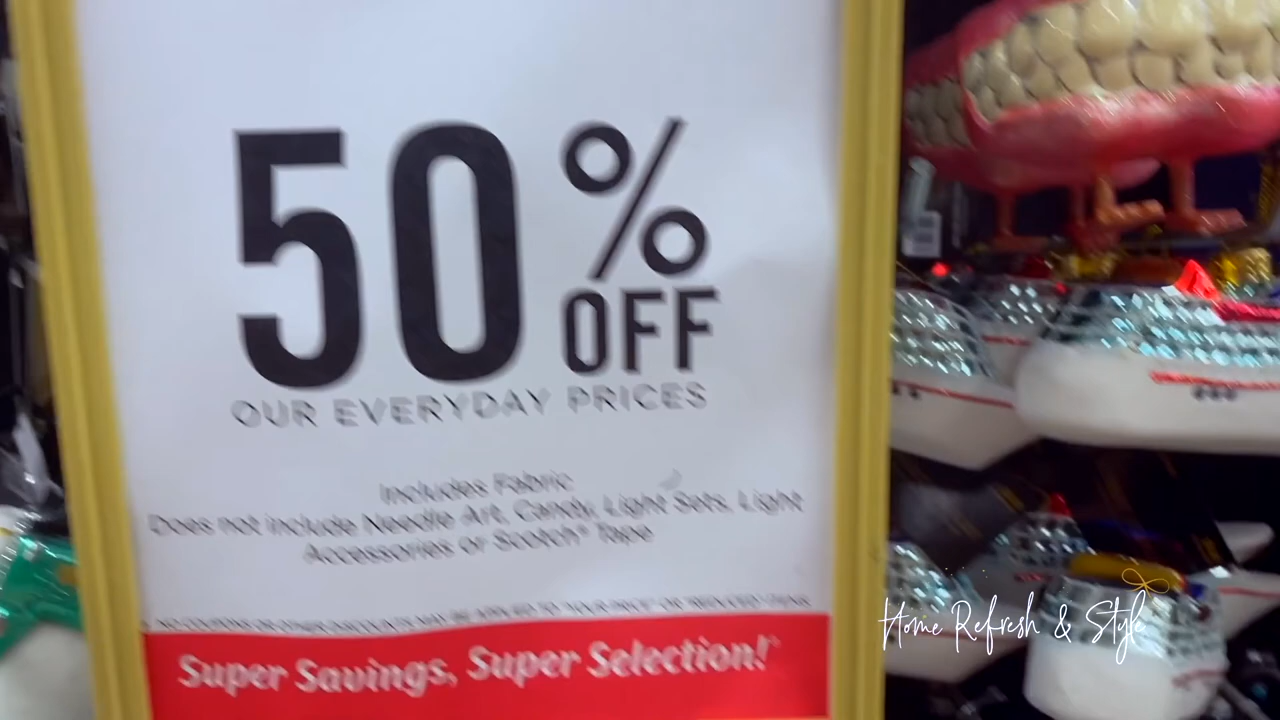 50%
OFF
OUR EVERYDAY PRICES
Includes Fabric
Does not include Needle Art, Candy, Light Sets, Light
Accessories or Scotch® Tape
Super Savings, Super Selection!
Home Refresh & Style